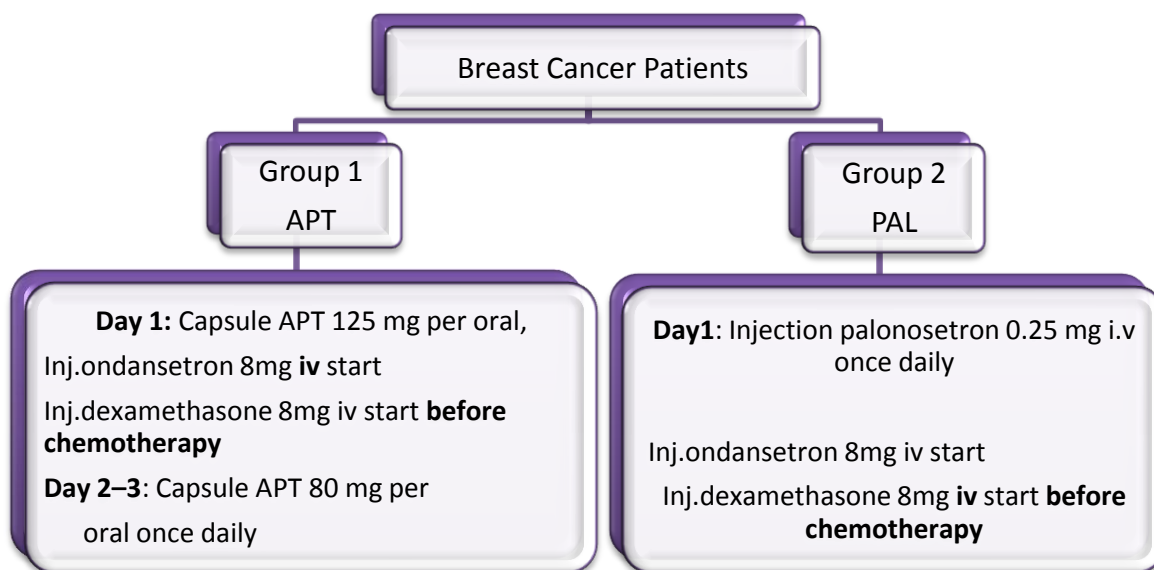 Breast Cancer Patients
Group 1
APT
Group 2
PAL
Day 1: Capsule APT 125 mg per oral,
Inj.ondansetron 8mg iv start
Inj.dexamethasone 8mg iv start before
chemotherapy
Day 2–3: Capsule APT 80 mg per
oral once daily
Day1: Injection palonosetron 0.25 mg i.v
once daily
Inj.ondansetron 8mg iv start
Inj.dexamethasone 8mg iv start before
chemotherapy